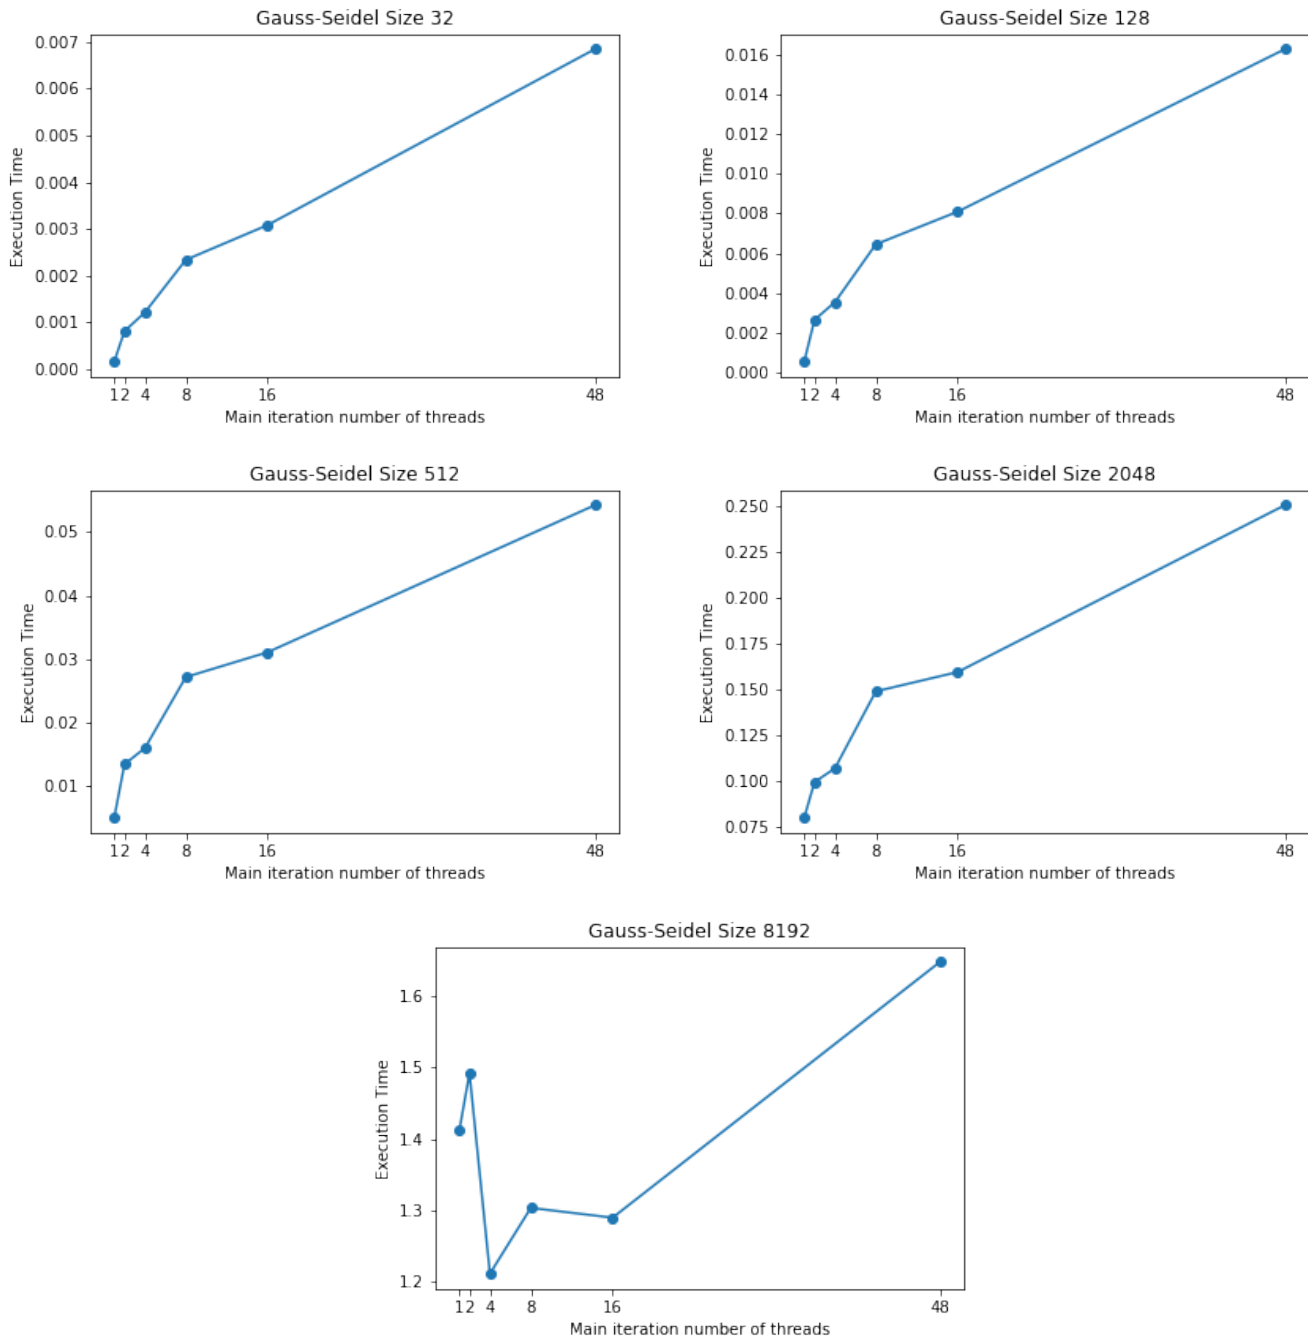 Gauss-Seidel Size 32
Execution Time
0.007
0.006
0.005
0.004
0.003
0.002
0.001
0.000
1 2 4 8 16 48
Main iteration number of threads
Gauss-Seidel Size 128
Execution Time
0.016
0.014
0.012
0.010
0.008
0.006
0.004
0.002
0.000
1 2 4 8 16 48
Main iteration number of threads
Gauss-Seidel Size 512
Execution Time
0.05
0.04
0.03
0.02
0.01
1 2 4 8 16 48
Main iteration number of threads
Gauss-Seidel Size 2048
Execution Time
0.250
0.225
0.200
0.175
0.150
0.125
0.100
0.075
1 2 4 8 16 48
Main iteration number of threads
Gauss-Seidel Size 8192
Execution Time
1.6
1.5
1.4
1.3
1.2
1 2 4 8 16 48
Main iteration number of threads